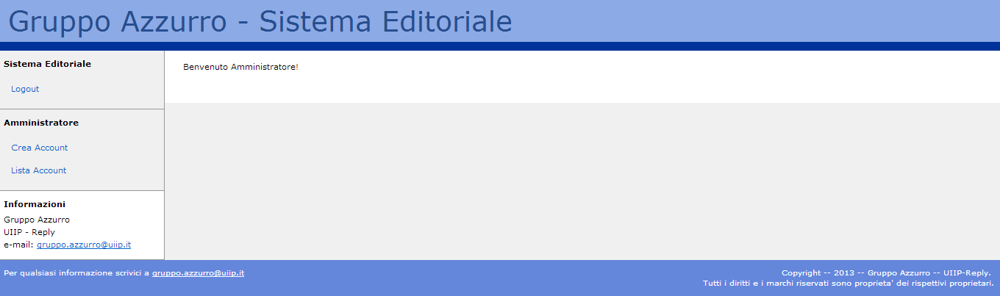 Gruppo Azzurro - Sistema Editoriale
Sistema Editoriale
Logout
Amministratore
Crea Account
Lista Account
Informazioni
Gruppo Azzurro
UIIP - Reply
e-mail: gruppo.azzurro@uiip.it
Benvenuto Amministratore!
Per qualsiasi informazione scrivici a gruppo.azzurro@uiip.it
Copyright -- 2013 -- Gruppo Azzurro -- UIIP-Reply.
Tutti i diritti e i marchi riservati sono proprieta' dei rispettivi proprietari.